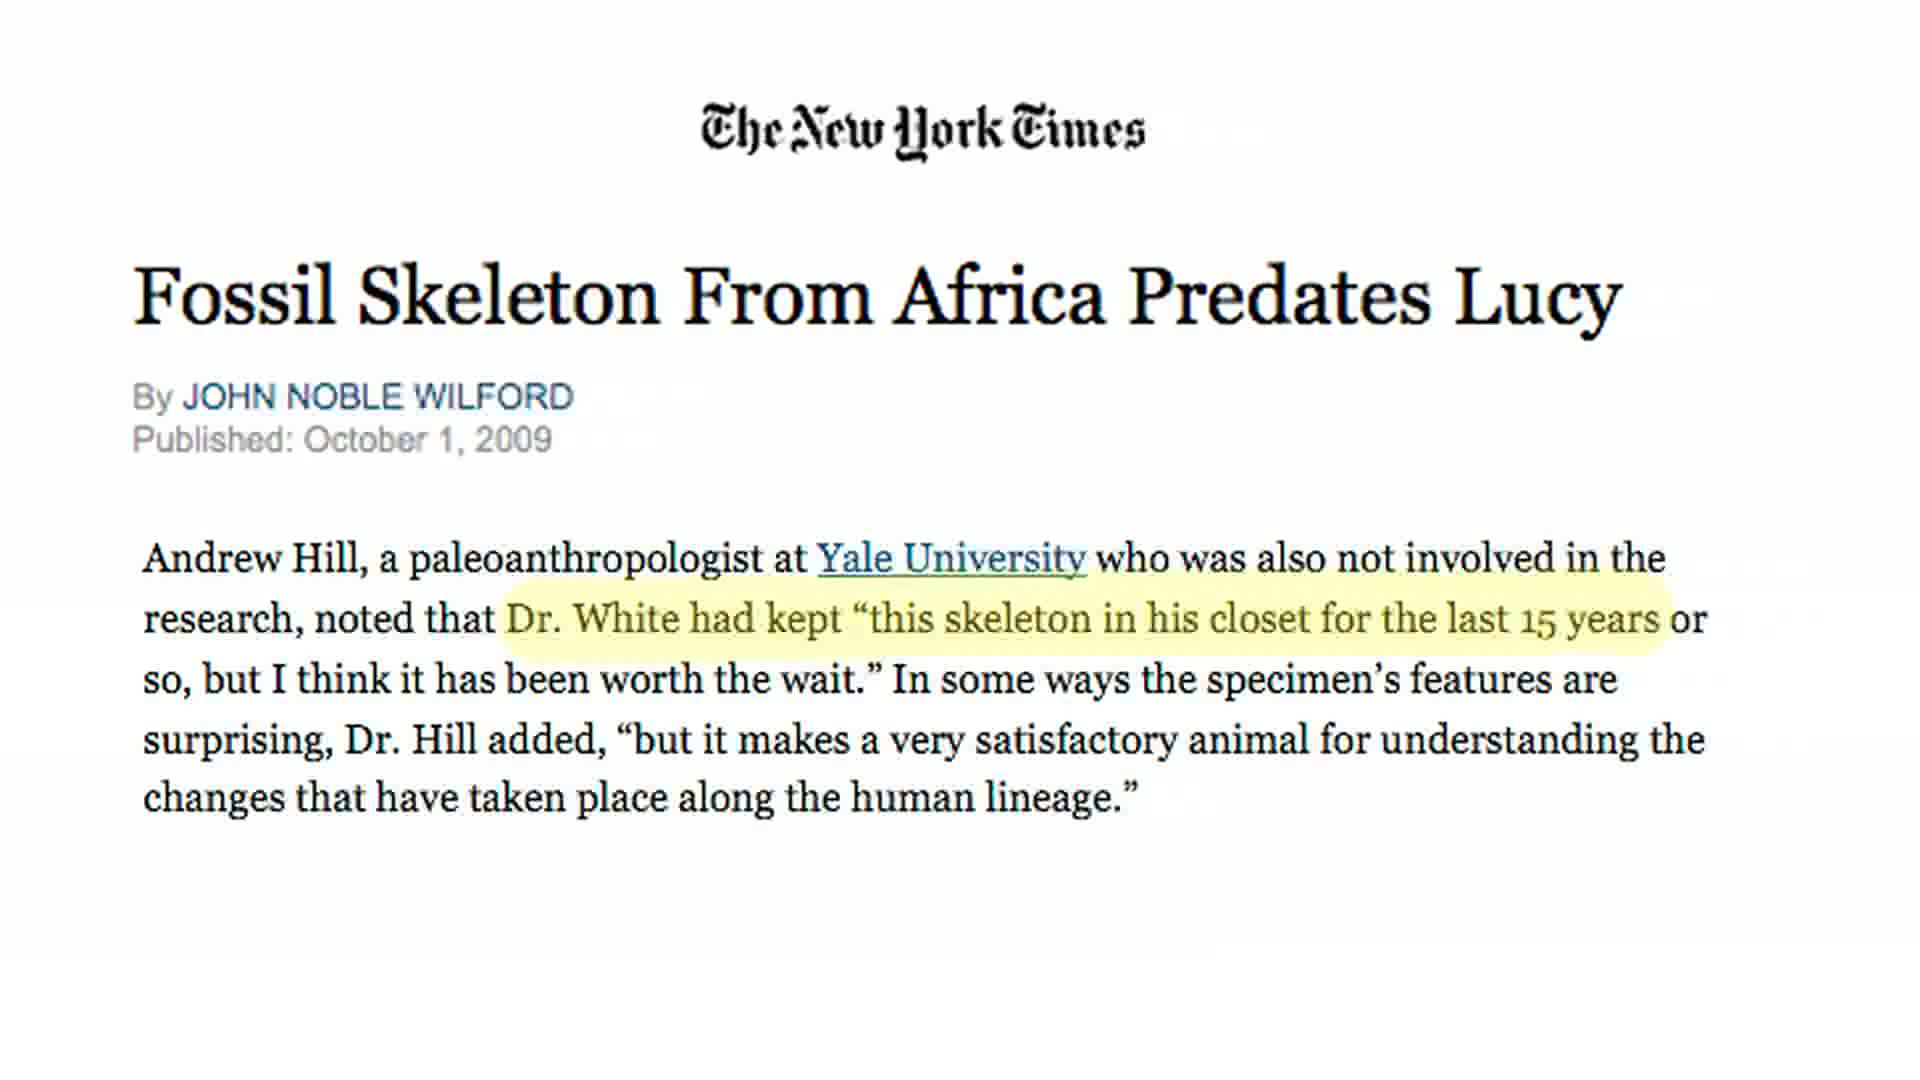 The New York Times
Fossil Skeleton From Africa Predates Lucy
By JOHN NOBLE WILFORD
Published: October 1, 2009
Andrew Hill, a paleoanthropologist at Yale University who was also not involved in the
research, noted that Dr. White had kept “this skeleton in his closet for the last 15 years or
so, but I think it has been worth the wait.” In some ways the specimen’s features are
surprising, Dr. Hill added, “but it makes a very satisfactory animal for understanding the
changes that have taken place along the human lineage.”